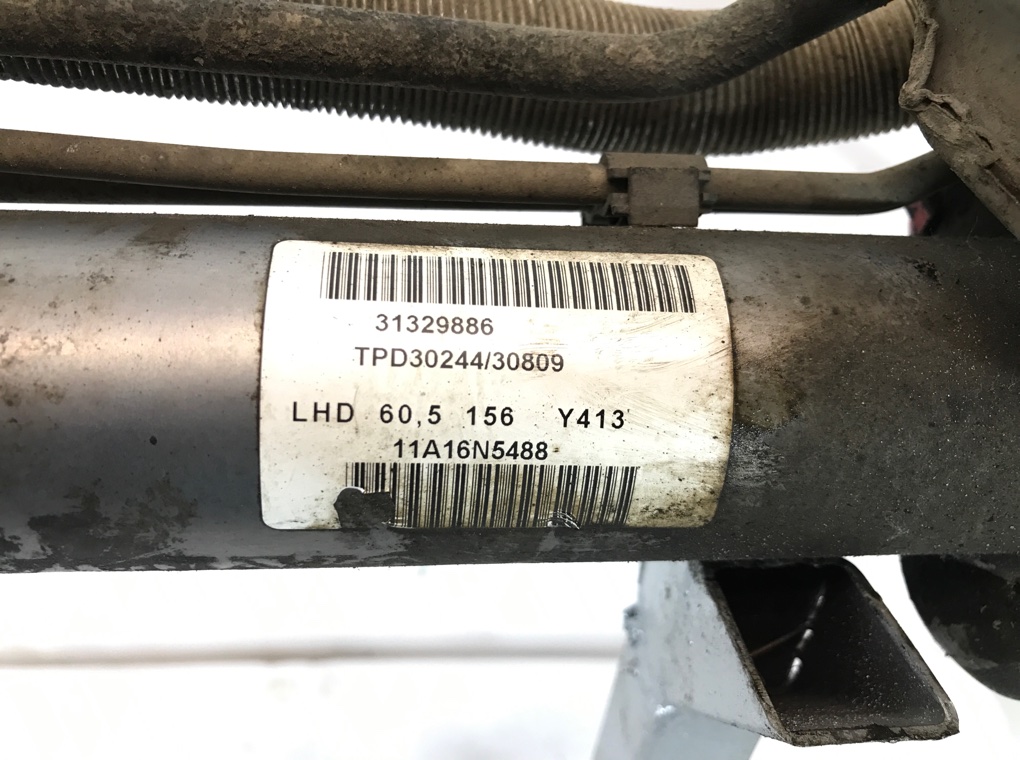 31329886
TPD30244/30809
LHD 60,5 156 Y413
11A16N5488